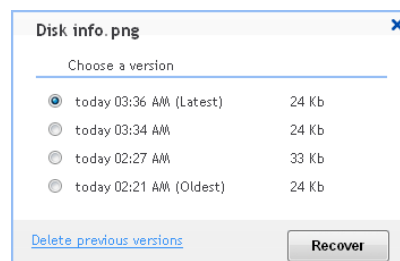 Disk info.png
Choose a version
today 03:36 AM (Latest) 24 Kb
today 03:34 AM 24 Kb
today 02:27 AM 33 Kb
today 02:21 AM (Oldest) 24 Kb
Delete previous versions Recover